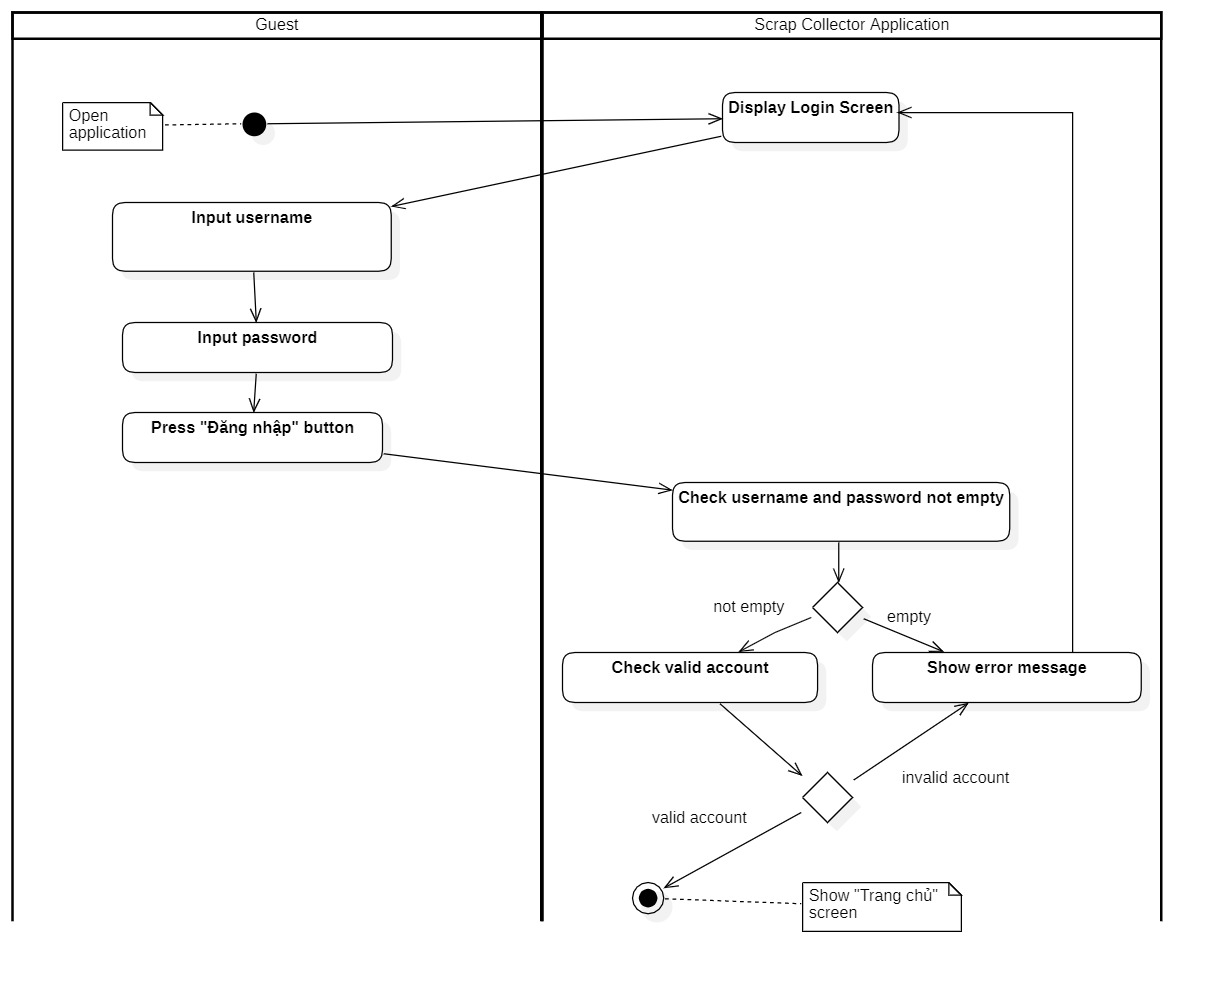 Guest
Scrap Collector Application
Open
application
Display Login Screen
Input username
Input password
Press "Đăng nhập" button
Check username and password not empty
not empty
empty
Check valid account
Show error message
invalid account
valid account
Show "Trang chủ"
screen